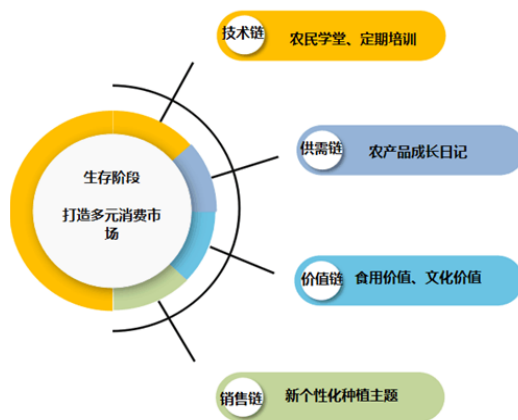 技术链
农民学堂、定期培训
供需链
农产品成长日记
生存阶段
打造多元消费市
场
价值链
食用价值、文化价值
销售链
新个性化种植主题